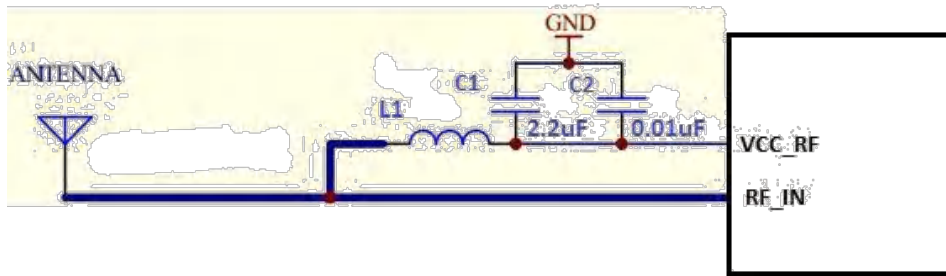 GND
ANTENNA
C1
C2
L1
2.2uF
0.01uF
VCC_RF
RF_IN